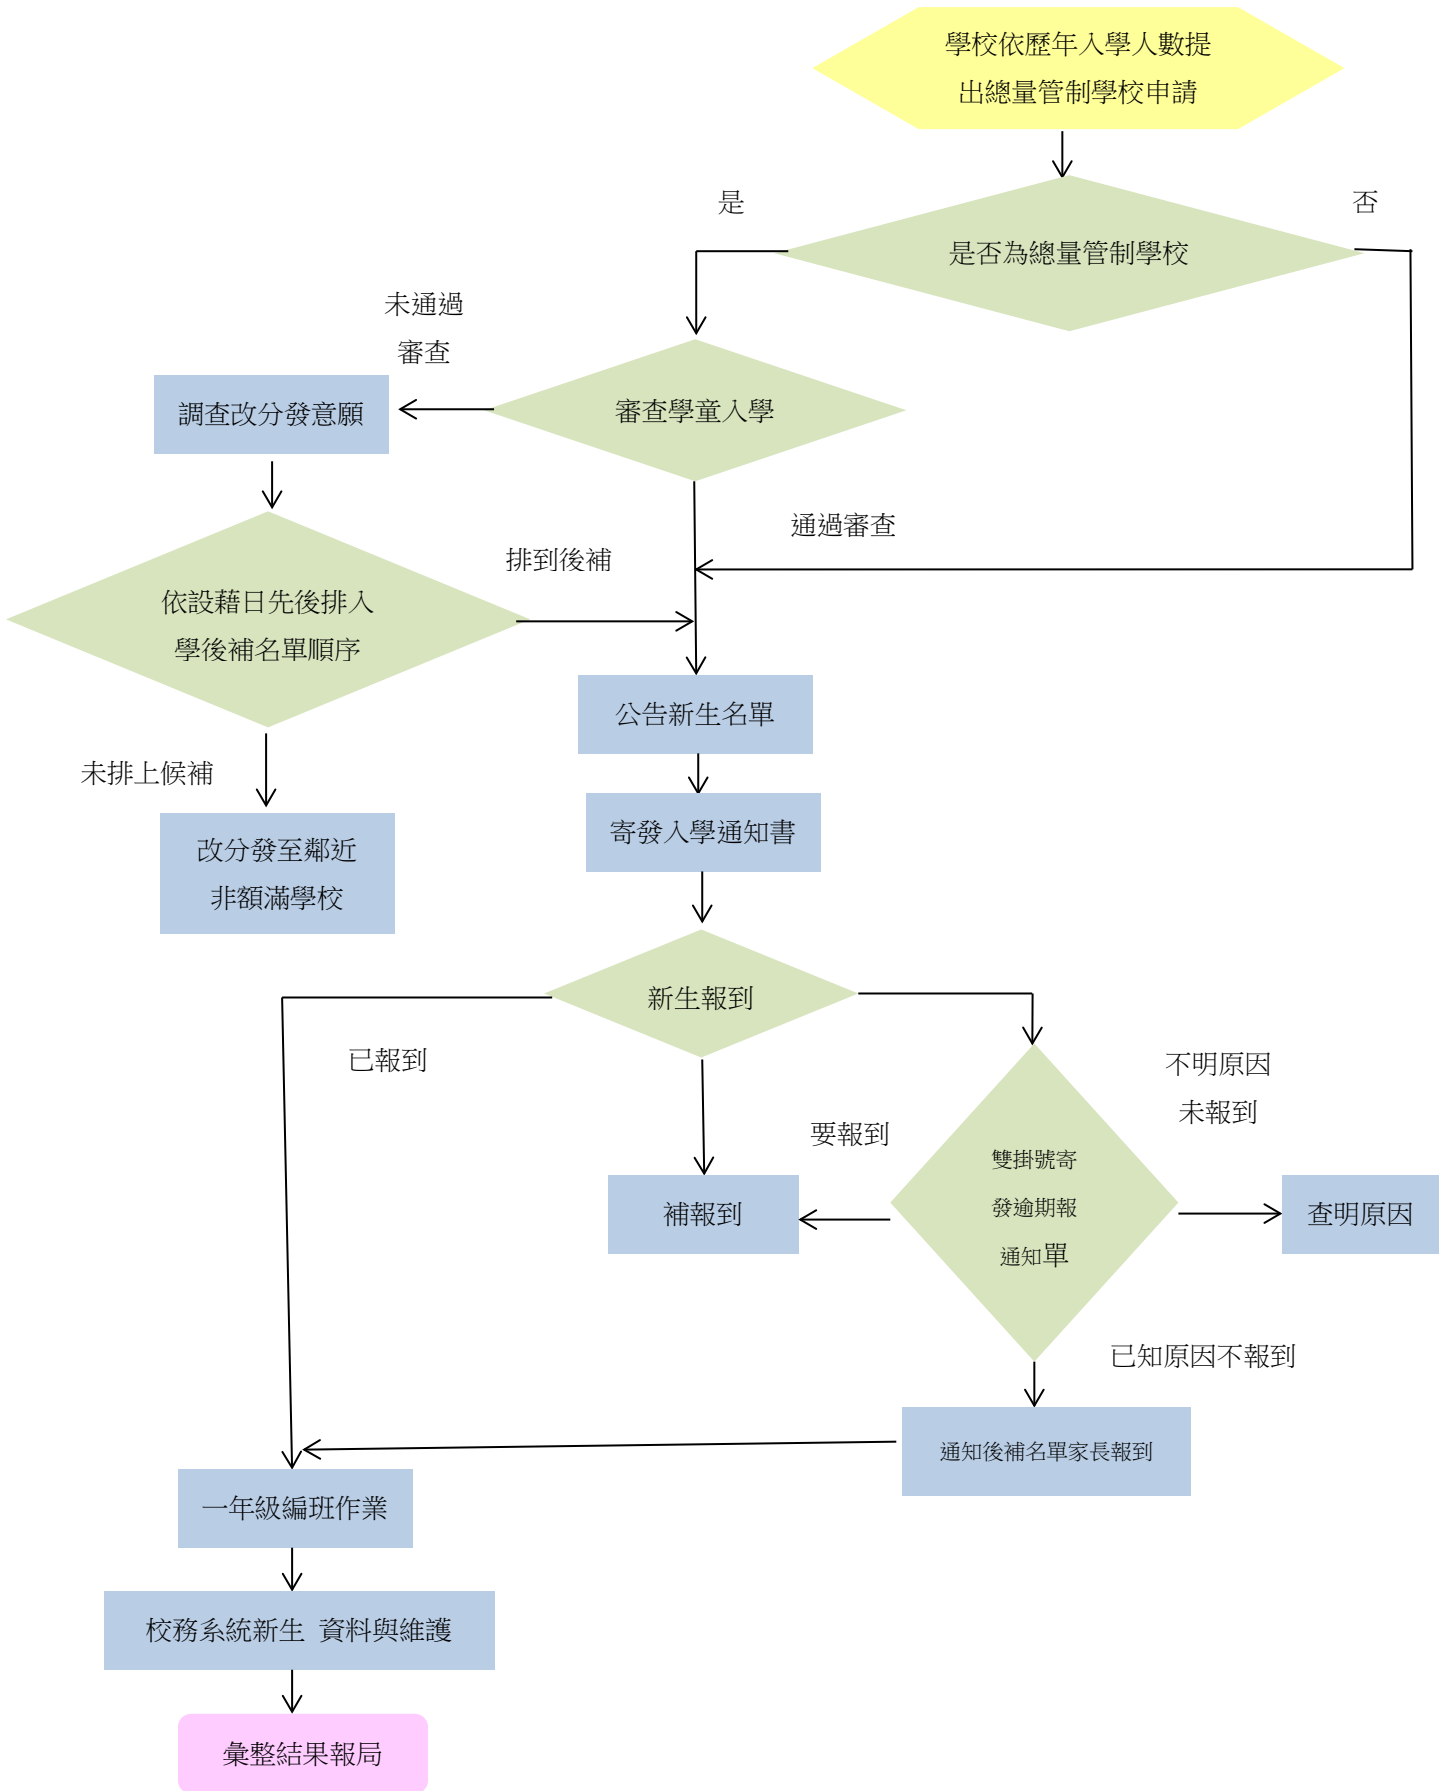 學校依歷年入學人數提
出總量管制學校申請
是
否
是否為總量管制學校
未通過
審查
調查改分發意願
審查學童入學
通過審查
排到後補
依設藉日先後排入
學後補名單順序
公告新生名單
未排上候補
寄發入學通知書
改分發至鄰近
非額滿學校
新生報到
已報到
不明原因
未報到
要報到
雙掛號寄
發逾期報
通知單
補報到
查明原因
已知原因不報到
通知後補名單家長報到
一年級編班作業
校務系統新生 資料與維護
彙整結果報局